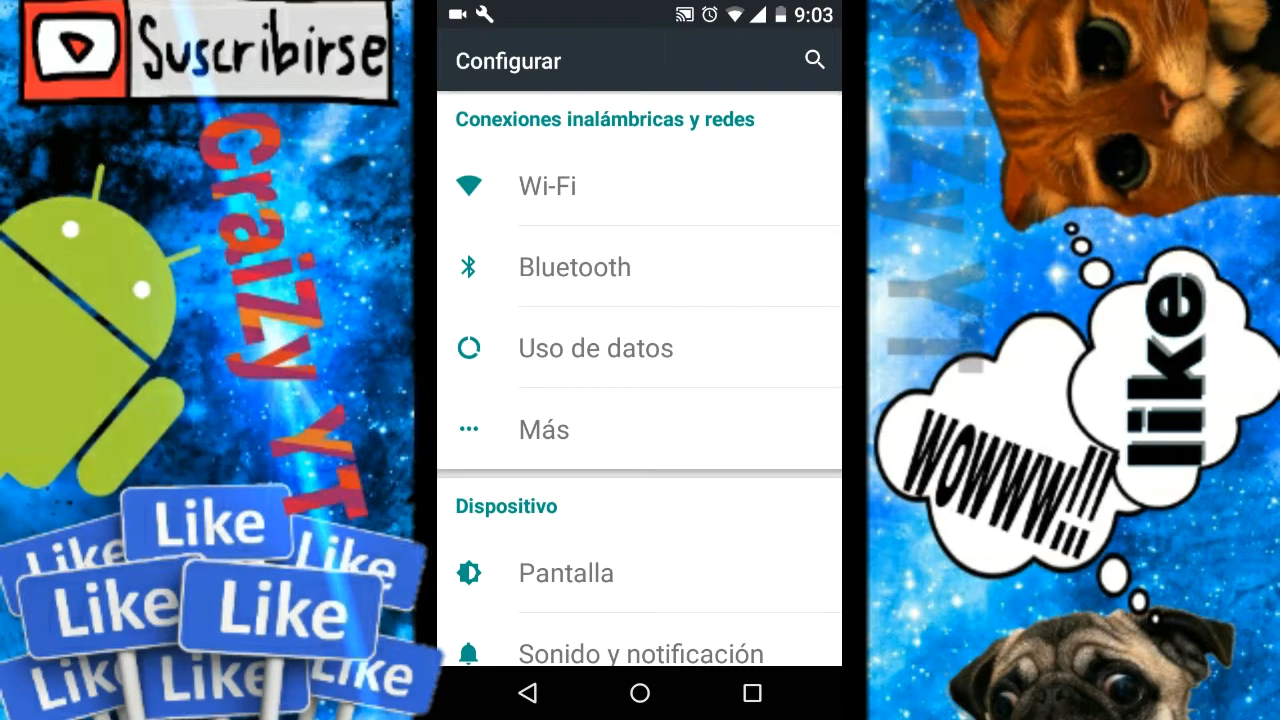 Suscribirse
CraiZy YT
Like
Like
Like
Like
Like
Like
Like
Like
9:03
Configurar
Conexiones inalámbricas y redes
Wi-Fi
Bluetooth
Uso de datos
Más
Dispositivo
Pantalla
Sonido y notificación
like
WOWWW!!!